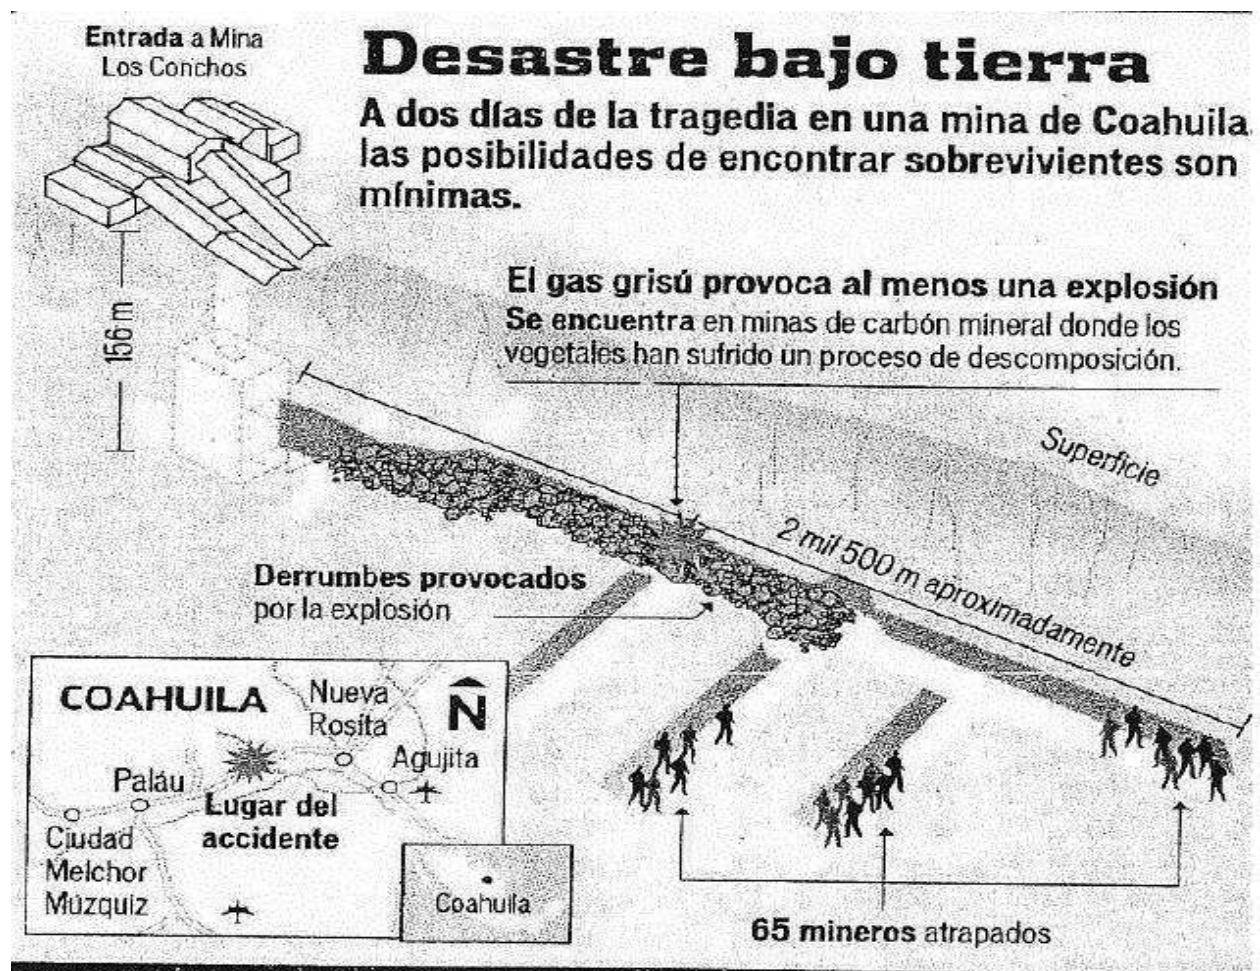 Entrada a Mina
Los Conchos
Desastre bajo tierra
A dos días de la tragedia en una mina de Coahuila
las posibilidades de encontrar sobrevivientes son
mínimas.
156 m
El gas grisú provoca al menos una explosión
Se encuentra en minas de carbón mineral donde los
vegetales han sufrido un proceso de descomposición.
Superficie
2 mil 500 m aproximadamente
Derrumbes provocados
por la explosión
COAHUILA
Nueva
Rosita
N
Agujita
Paláu
Lugar del
accidente
Ciudad
Melchor
Múzquiz
Coahuila
65 mineros atrapados